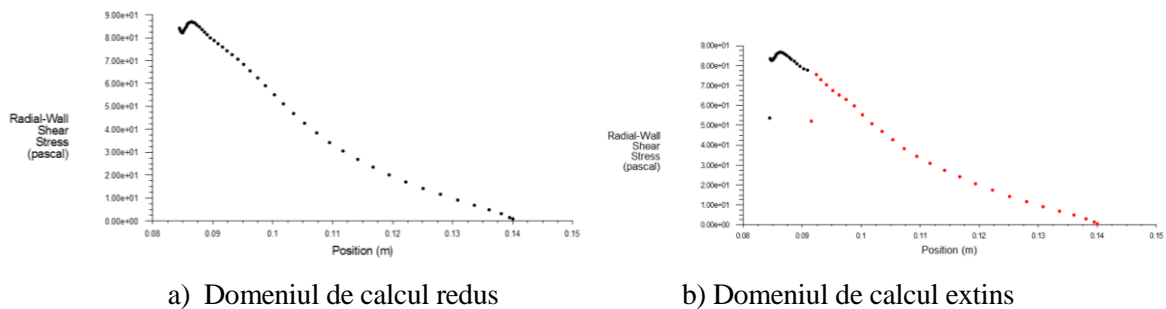 9.00e+01
8.00e+01
7.00e+01
6.00e+01
5.00e+01
4.00e+01
3.00e+01
2.00e+01
1.00e+01
0.00e+00
Radial-Wall
Shear
Stress
(pascal)
0.08 0.09 0.1 0.11 0.12 0.13 0.14 0.15
Position (m)
9.00e+01
8.00e+01
7.00e+01
6.00e+01
5.00e+01
4.00e+01
3.00e+01
2.00e+01
1.00e+01
0.00e+00
Radial-Wall
Shear
Stress
(pascal)
0.08 0.09 0.1 0.11 0.12 0.13 0.14 0.15
Position (m)
a) Domeniul de calcul redus
b) Domeniul de calcul extins